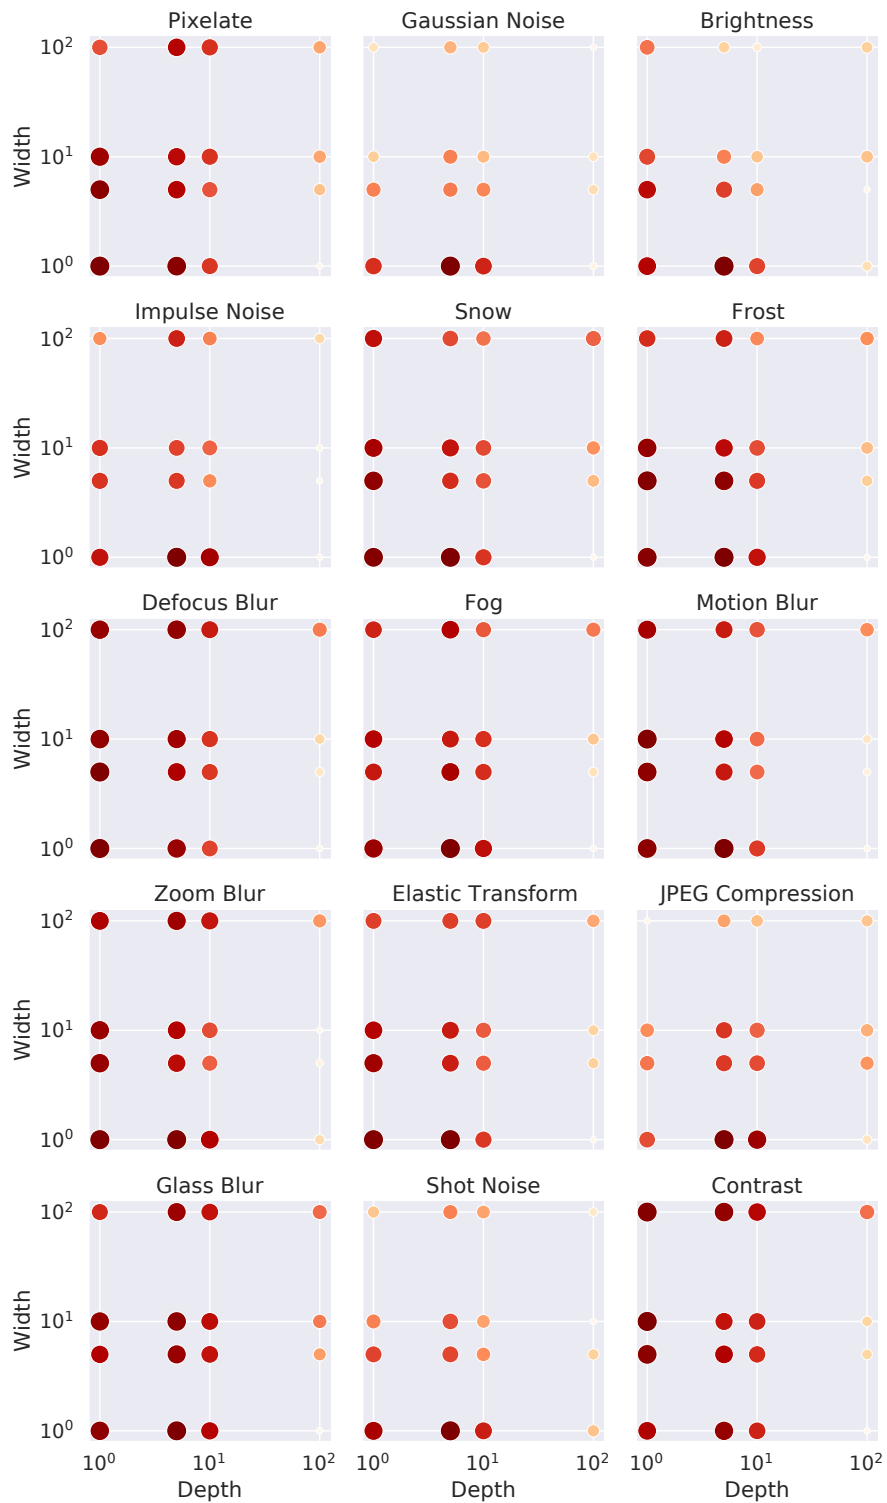 Pixelate Gaussian Noise Brightness
10²
Width
10¹
10⁰
Impulse Noise Snow Frost
10²
Width
10¹
10⁰
Defocus Blur Fog Motion Blur
10²
Width
10¹
10⁰
Zoom Blur Elastic Transform JPEG Compression
10²
Width
10¹
10⁰
Glass Blur Shot Noise Contrast
10²
Width
10¹
10⁰
10⁰ 10¹ 10² 10⁰ 10¹ 10² 10⁰ 10¹ 10²
Depth Depth Depth